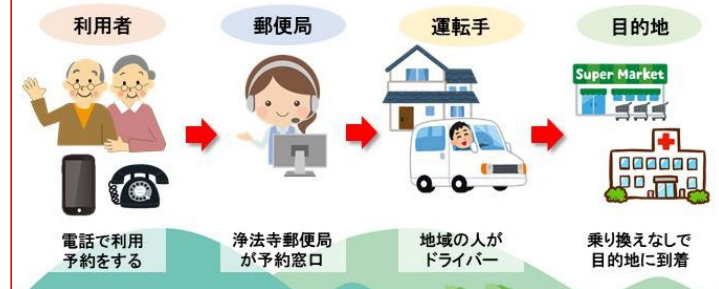 利用者
郵便局
運転手
目的地
Super Market
電話で利用
予約をする
浄法寺郵便局
が予約窓口
地域の人が
ドライバー
乗り換えなしで
目的地に到着